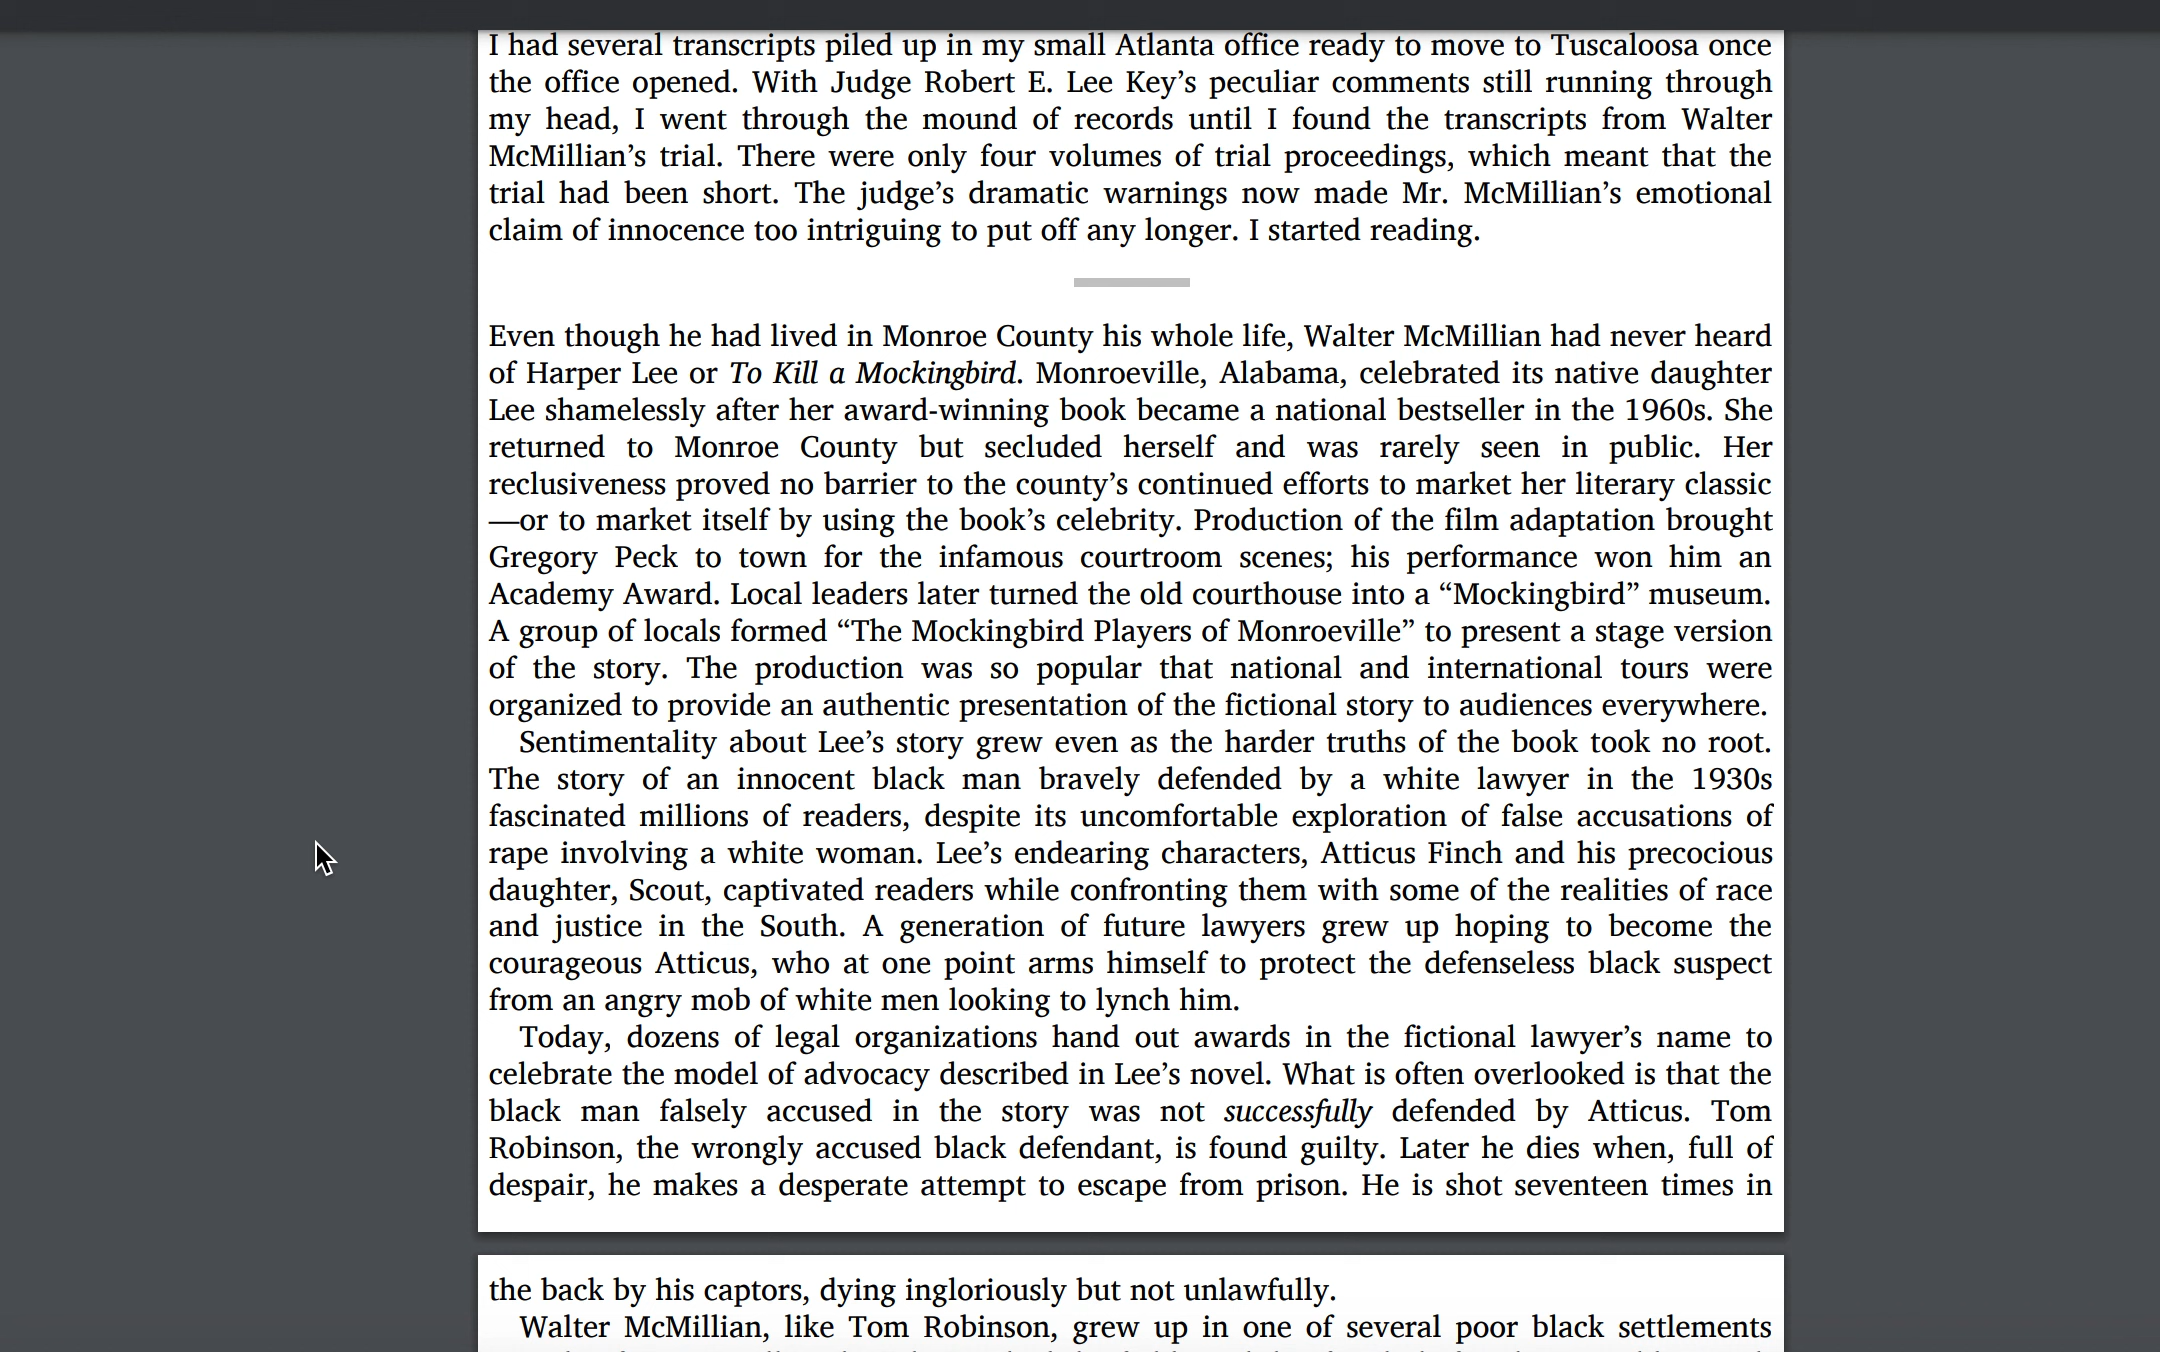 I had several transcripts piled up in my small Atlanta office ready to move to Tuscaloosa once
the office opened. With Judge Robert E. Lee Key’s peculiar comments still running through
my head, I went through the mound of records until I found the transcripts from Walter
McMillian’s trial. There were only four volumes of trial proceedings, which meant that the
trial had been short. The judge’s dramatic warnings now made Mr. McMillian’s emotional
claim of innocence too intriguing to put off any longer. I started reading.
Even though he had lived in Monroe County his whole life, Walter McMillian had never heard
of Harper Lee or To Kill a Mockingbird. Monroeville, Alabama, celebrated its native daughter
Lee shamelessly after her award-winning book became a national bestseller in the 1960s. She
returned to Monroe County but secluded herself and was rarely seen in public. Her
reclusiveness proved no barrier to the county’s continued efforts to market her literary classic
—or to market itself by using the book’s celebrity. Production of the film adaptation brought
Gregory Peck to town for the infamous courtroom scenes; his performance won him an
Academy Award. Local leaders later turned the old courthouse into a “Mockingbird” museum.
A group of locals formed “The Mockingbird Players of Monroeville” to present a stage version
of the story. The production was so popular that national and international tours were
organized to provide an authentic presentation of the fictional story to audiences everywhere.
Sentimentality about Lee’s story grew even as the harder truths of the book took no root.
The story of an innocent black man bravely defended by a white lawyer in the 1930s
fascinated millions of readers, despite its uncomfortable exploration of false accusations of
rape involving a white woman. Lee’s endearing characters, Atticus Finch and his precocious
daughter, Scout, captivated readers while confronting them with some of the realities of race
and justice in the South. A generation of future lawyers grew up hoping to become the
courageous Atticus, who at one point arms himself to protect the defenseless black suspect
from an angry mob of white men looking to lynch him.
Today, dozens of legal organizations hand out awards in the fictional lawyer’s name to
celebrate the model of advocacy described in Lee’s novel. What is often overlooked is that the
black man falsely accused in the story was not successfully defended by Atticus. Tom
Robinson, the wrongly accused black defendant, is found guilty. Later he dies when, full of
despair, he makes a desperate attempt to escape from prison. He is shot seventeen times in
the back by his captors, dying ingloriously but not unlawfully.
Walter McMillian, like Tom Robinson, grew up in one of several poor black settlements